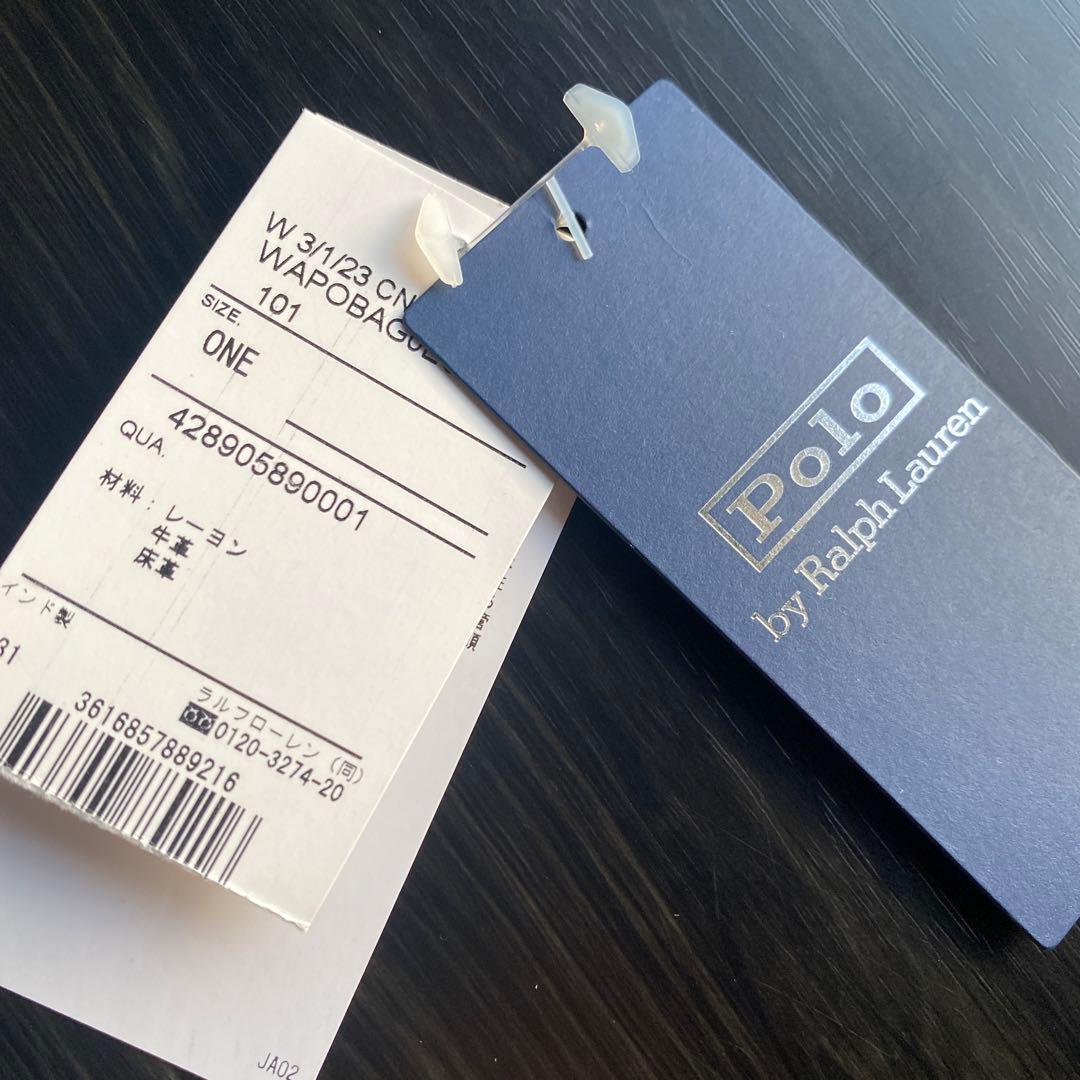 W 3/1/23 CN
WAPOBAG
101
SIZE.
ONE
428905890001
QUA.
材料：レーヨン
牛革
床革
インド製
31
ラルフローレン（同）
0120-3274-20
3616857889216
JA02
Polo
by Ralph Lauren